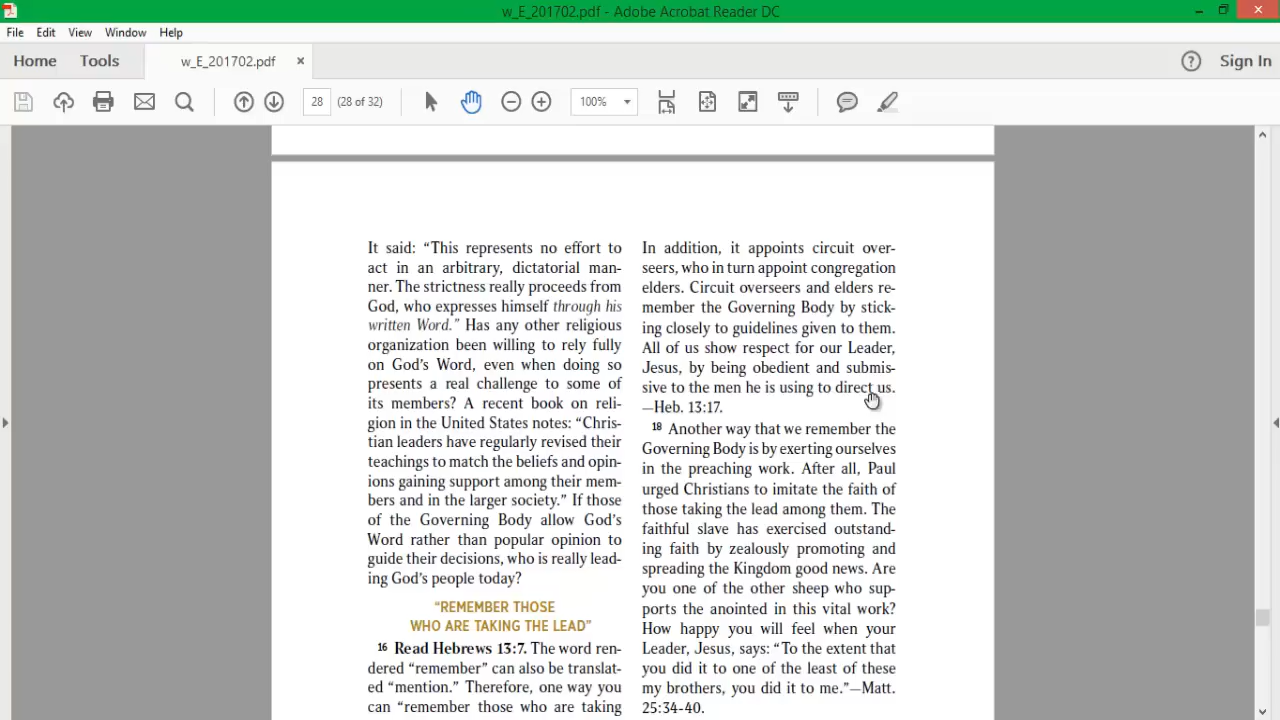 w_E_201702.pdf - Adobe Acrobat Reader DC
File Edit View Window Help
Home Tools w_E_201702.pdf × ? Sign In
28 (28 of 32) 100%
It said: “This represents no effort to
act in an arbitrary, dictatorial man-
ner. The strictness really proceeds from
God, who expresses himself through his
written Word.” Has any other religious
organization been willing to rely fully
on God’s Word, even when doing so
presents a real challenge to some of
its members? A recent book on reli-
gion in the United States notes: “Chris-
tian leaders have regularly revised their
teachings to match the beliefs and opin-
ions gaining support among their mem-
bers and in the larger society.” If those
of the Governing Body allow God’s
Word rather than popular opinion to
guide their decisions, who is really lead-
ing God’s people today?
“REMEMBER THOSE
WHO ARE TAKING THE LEAD”
16 Read Hebrews 13:7. The word ren-
dered “remember” can also be translat-
ed “mention.” Therefore, one way you
can “remember those who are taking
In addition, it appoints circuit over-
seers, who in turn appoint congregation
elders. Circuit overseers and elders re-
member the Governing Body by stick-
ing closely to guidelines given to them.
All of us show respect for our Leader,
Jesus, by being obedient and submis-
sive to the men he is using to direct us.
—Heb. 13:17.
18 Another way that we remember the
Governing Body is by exerting ourselves
in the preaching work. After all, Paul
urged Christians to imitate the faith of
those taking the lead among them. The
faithful slave has exercised outstand-
ing faith by zealously promoting and
spreading the Kingdom good news. Are
you one of the other sheep who sup-
ports the anointed in this vital work?
How happy you will feel when your
Leader, Jesus, says: “To the extent that
you did it to one of the least of these
my brothers, you did it to me.”—Matt.
25:34-40.